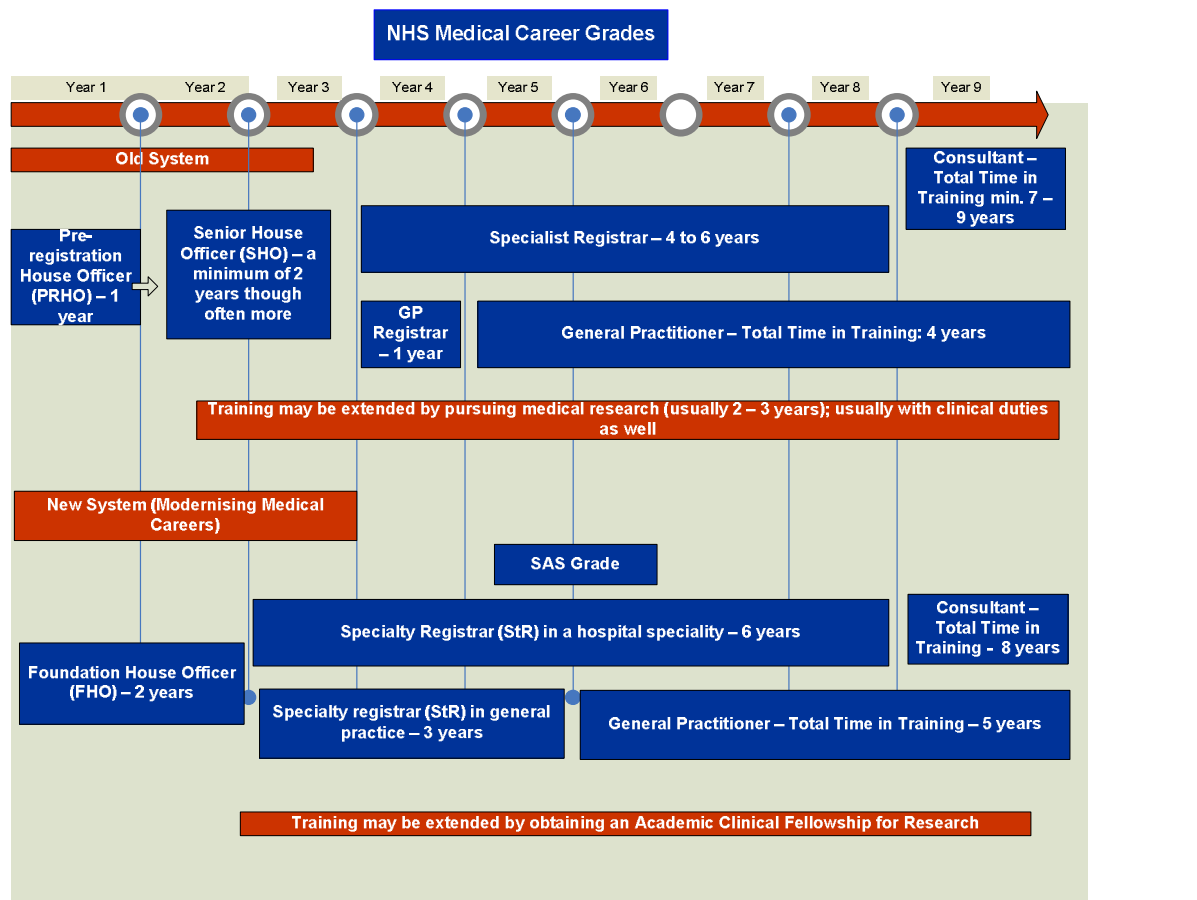 NHS Medical Career Grades
Year 1
Year 2
Year 3
Year 4
Year 5
Year 6
Year 7
Year 8
Year 9
Old System
Consultant –
Total Time in
Training min. 7 –
9 years
Pre-
registration
House Officer
(PRHO) – 1
year
Senior House
Officer (SHO) – a
minimum of 2
years though
often more
Specialist Registrar – 4 to 6 years
GP
Registrar
– 1 year
General Practitioner – Total Time in Training: 4 years
Training may be extended by pursuing medical research (usually 2 – 3 years); usually with clinical duties
as well
New System (Modernising Medical
Careers)
SAS Grade
Specialty Registrar (StR) in a hospital speciality – 6 years
Consultant –
Total Time in
Training - 8 years
Foundation House Officer
(FHO) – 2 years
Specialty registrar (StR) in general
practice – 3 years
General Practitioner – Total Time in Training – 5 years
Training may be extended by obtaining an Academic Clinical Fellowship for Research